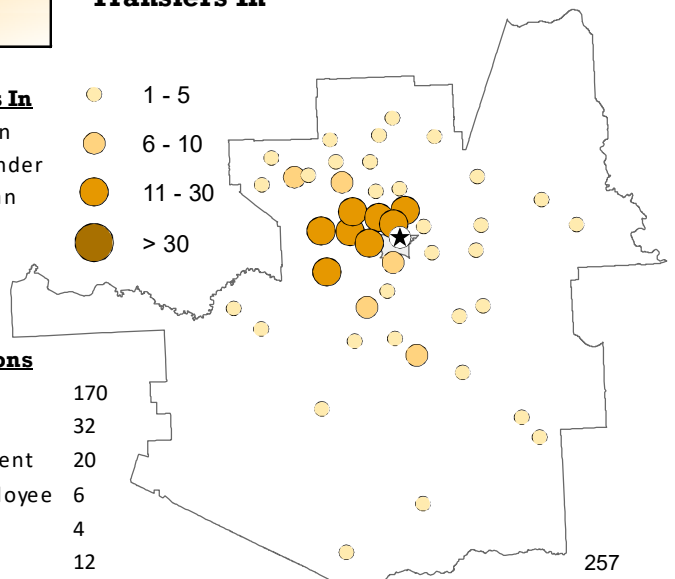 Transfers In
s In
n
nder
an
1 - 5
6 - 10
11 - 30
> 30
ons
170
32
ent 20
loyee 6
4
12
257